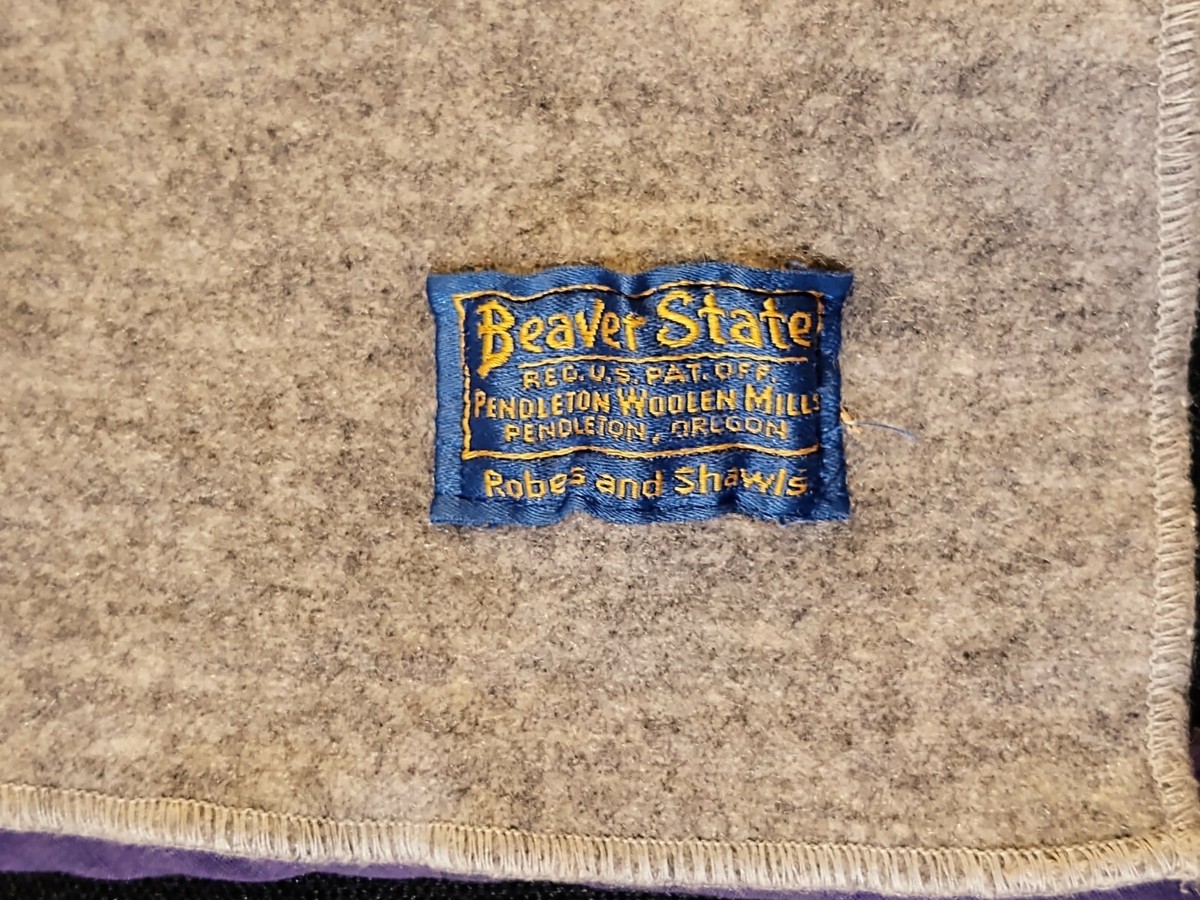 Beaver State
REG. U.S. PAT. OFF.
PENDLETON WOOLEN MILLS
PENDLETON, OREGON
Robes and Shawls